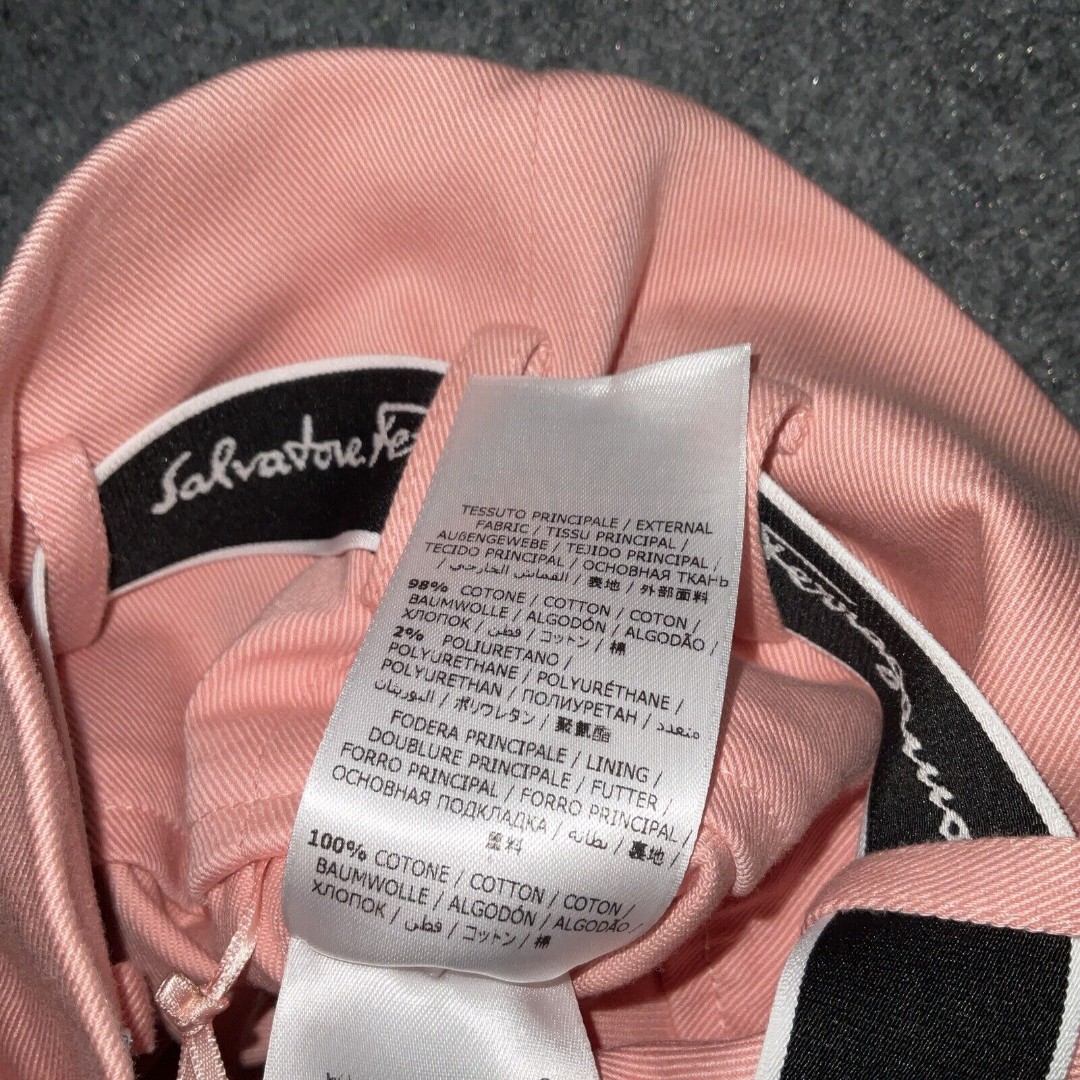 Salvatore Fe
TESSUTO PRINCIPALE / EXTERNAL
FABRIC / TISSU PRINCIPAL /
AUßENGEWEBE / TEJIDO PRINCIPAL /
TECIDO PRINCIPAL / ОСНОВНАЯ ТКАНЬ
/ القماش الخارجي / 表地 / 外部面料
98% COTONE / COTTON / COTON /
BAUMWOLLE / ALGODÓN / ALGODÃO /
ХЛОПОК / قطن / コットン / 棉
2% POLIURETANO /
POLYURETHANE / POLYURÉTHANE /
POLYURETHAN / ПОЛИУРЕТАН / متعدد
اليوريتان / ポリウレタン / 聚氨酯
FODERA PRINCIPALE / LINING /
DOUBLURE PRINCIPALE / FUTTER /
FORRO PRINCIPAL / FORRO PRINCIPAL /
ОСНОВНАЯ ПОДКЛАДКА / بطانة / 裏地 /
里料
100% COTONE / COTTON / COTON /
BAUMWOLLE / ALGODÓN / ALGODÃO /
ХЛОПОК / قطن / コットン / 棉